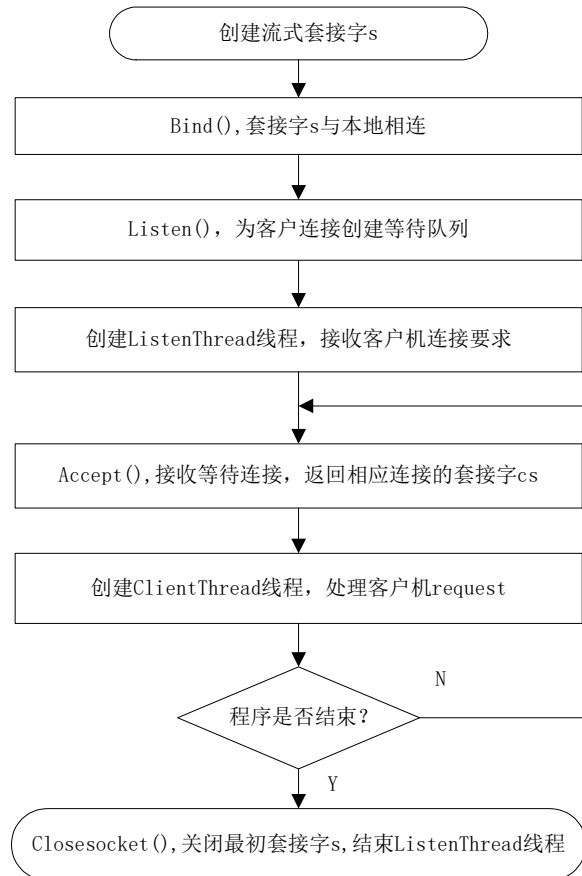 创建流式套接字s
Bind(),套接字s与本地相连
Listen()，为客户连接创建等待队列
创建ListenThread线程，接收客户机连接要求
Accept(),接收等待连接，返回相应连接的套接字cs
创建ClientThread线程，处理客户机request
程序是否结束？
N
Y
Closesocket(),关闭最初套接字s,结束ListenThread线程